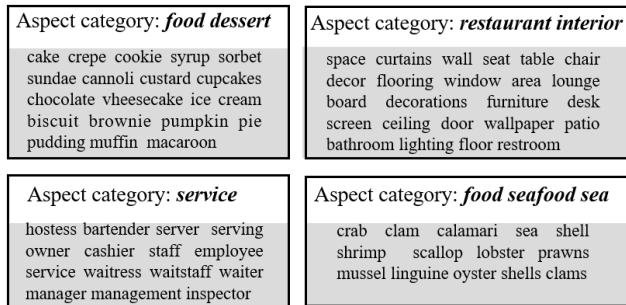 Aspect category: food dessert
cake crepe cookie syrup sorbet
sundae cannoli custard cupcakes
chocolate vheesecake ice cream
biscuit brownie pumpkin pie
pudding muffin macaroon
Aspect category: restaurant interior
space curtains wall seat table chair
decor flooring window area lounge
board decorations furniture desk
screen ceiling door wallpaper patio
bathroom lighting floor restroom
Aspect category: service
hostess bartender server serving
owner cashier staff employee
service waitress waitstaff waiter
manager management inspector
Aspect category: food seafood sea
crab clam calamari sea shell
shrimp scallop lobster prawns
mussel linguine oyster shells clams